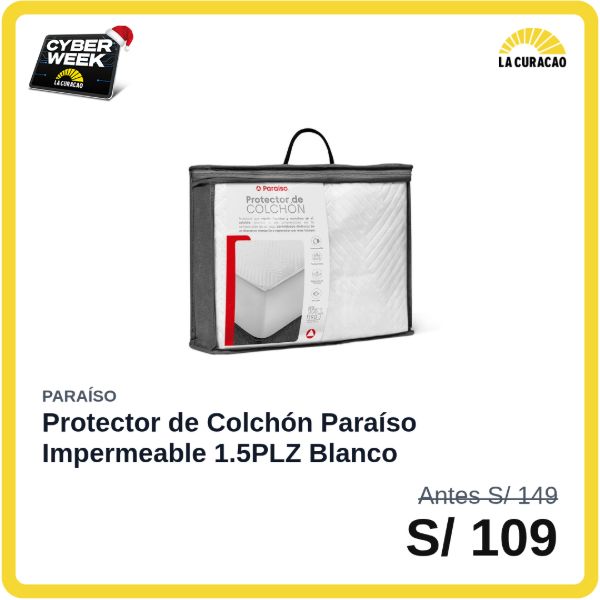 CYBER
WEEK
LA CURACAO
LA CURACAO
Paraíso
Protector de
COLCHÓN
PARAÍSO
Protector de Colchón Paraíso
Impermeable 1.5PLZ Blanco
Antes S/ 149
S/ 109